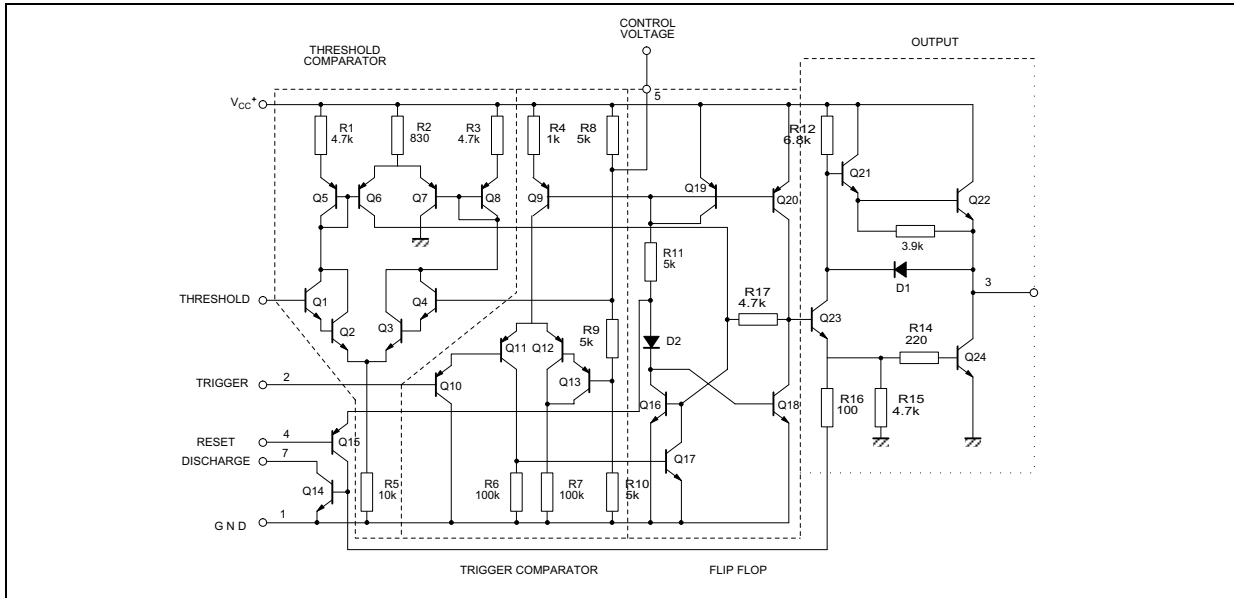 CONTROL
VOLTAGE
OUTPUT
THRESHOLD
COMPARATOR
5
VCC+
R1
4.7k
R2
830
R3
4.7k
R4
1k
R8
5k
R12
6.8k
Q21
Q5
Q6
Q7
Q8
Q9
Q19
Q20
Q22
3.9k
R11
5k
D1
3
THRESHOLD
Q1
Q4
R17
4.7k
Q2
Q3
R9
5k
D2
Q23
R14
220
Q11
Q12
Q24
TRIGGER
2
Q10
Q13
Q16
Q18
R16
100
R15
4.7k
RESET
4
Q15
DISCHARGE
7
Q17
Q14
R5
10k
R6
100k
R7
100k
R10
5k
GND
1
TRIGGER COMPARATOR
FLIP FLOP